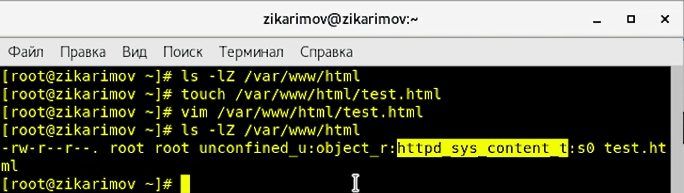 zikarimov@zikarimov:~
Файл Правка Вид Поиск Терминал Справка
[root@zikarimov ~]# ls -lZ /var/www/html
[root@zikarimov ~]# touch /var/www/html/test.html
[root@zikarimov ~]# vim /var/www/html/test.html
[root@zikarimov ~]# ls -lZ /var/www/html
-rw-r--r--. root root unconfined_u:object_r:httpd_sys_content_t:s0 test.ht
ml
[root@zikarimov ~]#